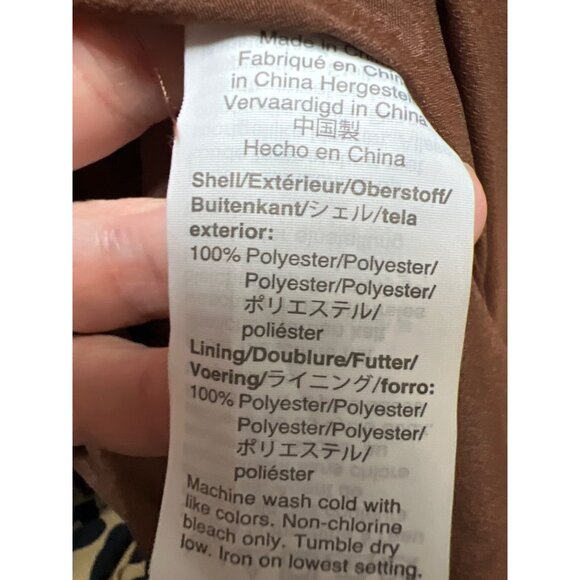 Made in China
Fabriqué en Chin
in China Hergestel
Vervaardigd in China
中国製
Hecho en China
Shell/Extérieur/Oberstoff/
Buitenkant/シェル/tela
exterior:
100% Polyester/Polyester/
Polyester/Polyester/
ポリエステル/
poliéster
Lining/Doublure/Futter/
Voering/ライニング/forro:
100% Polyester/Polyester/
Polyester/Polyester/
ポリエステル/
poliéster
Machine wash cold with
like colors. Non-chlorine
bleach only. Tumble dry
low. Iron on lowest setting.